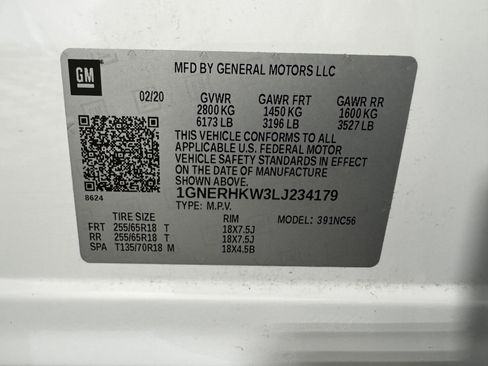 GM
MFD BY GENERAL MOTORS LLC
02/20 GVWR GAWR FRT GAWR RR
2800 KG 1450 KG 1600 KG
6173 LB 3196 LB 3527 LB
THIS VEHICLE CONFORMS TO ALL
APPLICABLE U.S. FEDERAL MOTOR
VEHICLE SAFETY STANDARDS IN EFFECT
ON THE DATE OF MANUFACTURE
SHOWN ABOVE.
8624 1GNERHKW3LJ234179
TYPE: M.P.V.
TIRE SIZE RIM MODEL: 391NC56
FRT 255/65R18 T 18X7.5J
RR 255/65R18 T 18X7.5J
SPA T135/70R18 M 18X4.5B